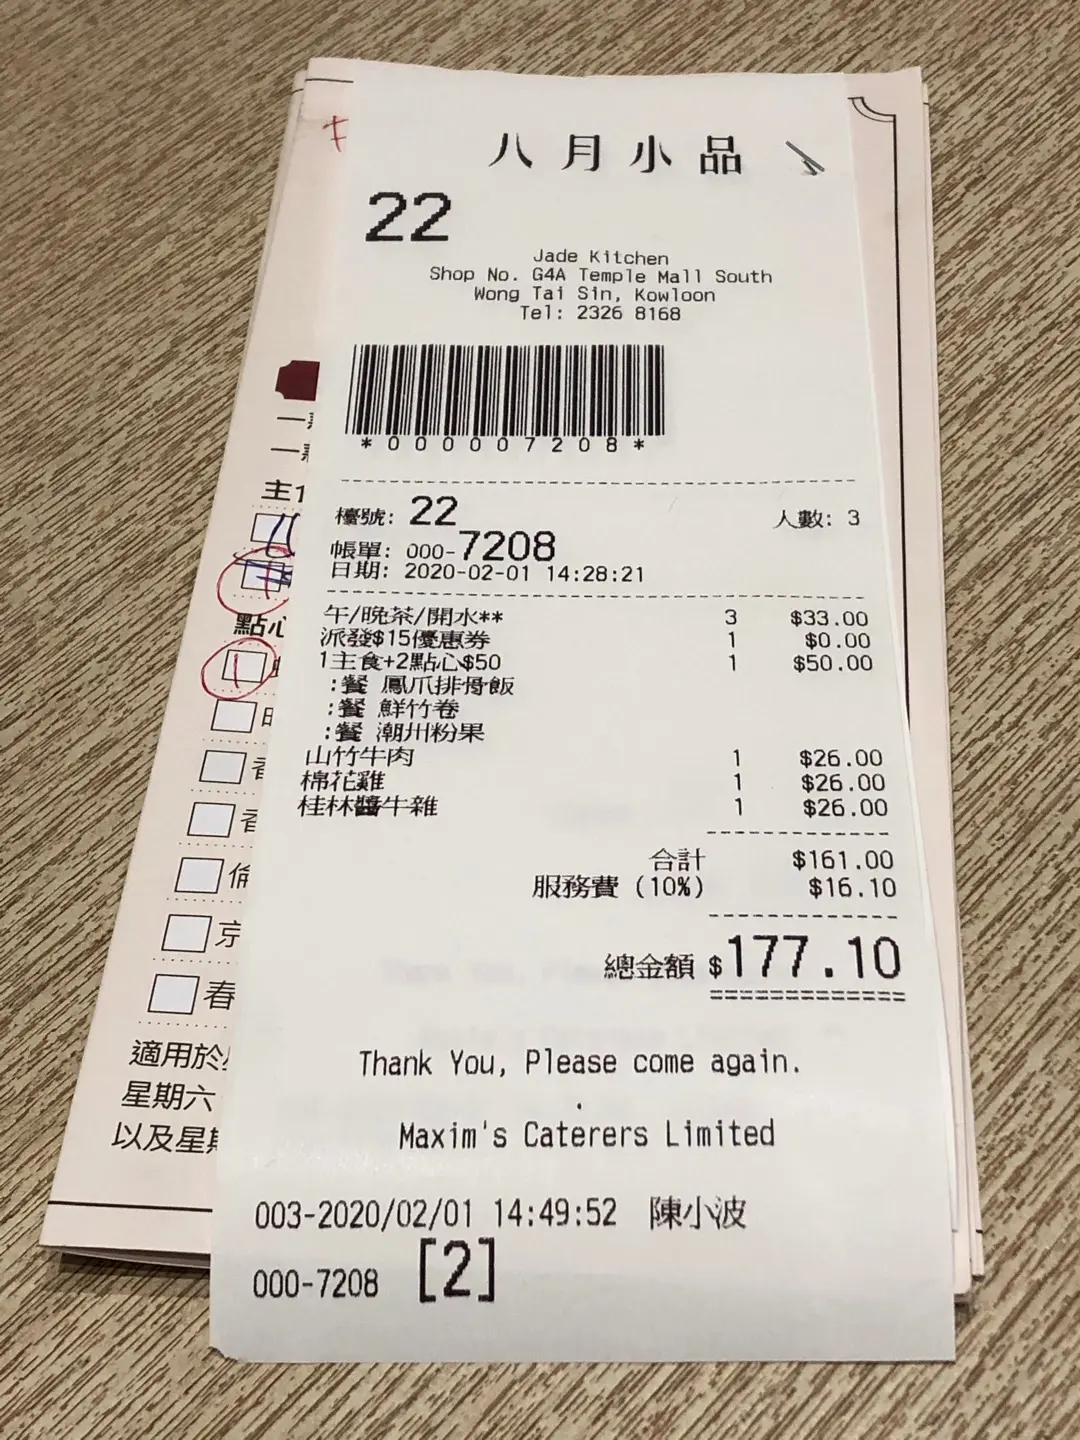 八月小品
22
Jade Kitchen
Shop No. G4A Temple Mall South
Wong Tai Sin, Kowloon
Tel: 2326 8168
*0000007208*
檯號: 22 人數: 3
帳單: 000-7208
日期: 2020-02-01 14:28:21
午/晚茶/開水** 3 $33.00
派發$15優惠券 1 $0.00
1主食+2點心$50 1 $50.00
:餐 鳳爪排骨飯
:餐 鮮竹卷
:餐 潮州粉果
山竹牛肉 1 $26.00
棉花雞 1 $26.00
桂林醬牛雜 1 $26.00
合計 $161.00
服務費 (10%) $16.10
總金額 $177.10
Thank You, Please come again.
Maxim's Caterers Limited
003-2020/02/01 14:49:52 陳小波
000-7208 [2]
主
點心
京
春
適用於
星期六
以及星期